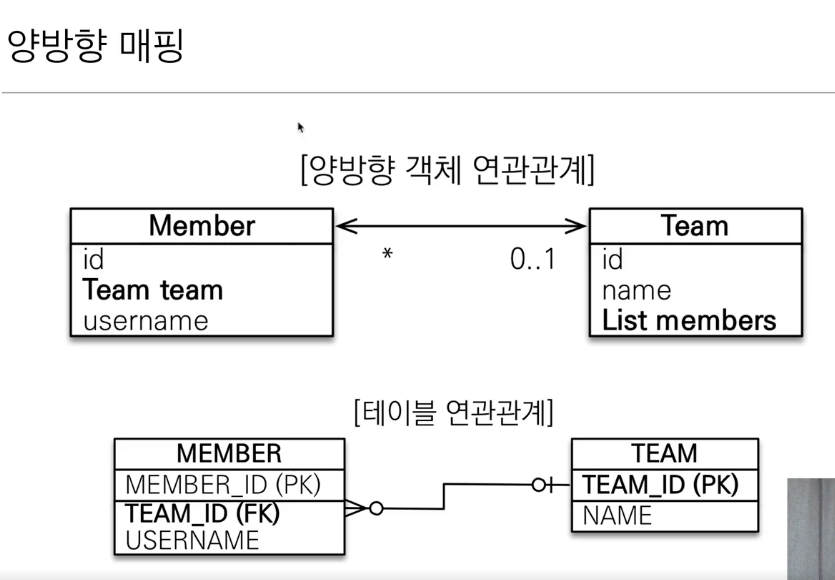 양방향 매핑
[양방향 객체 연관관계]
Member
id
Team team
username
* 0..1
Team
id
name
List members
[테이블 연관관계]
MEMBER
MEMBER_ID (PK)
TEAM_ID (FK)
USERNAME
TEAM
TEAM_ID (PK)
NAME